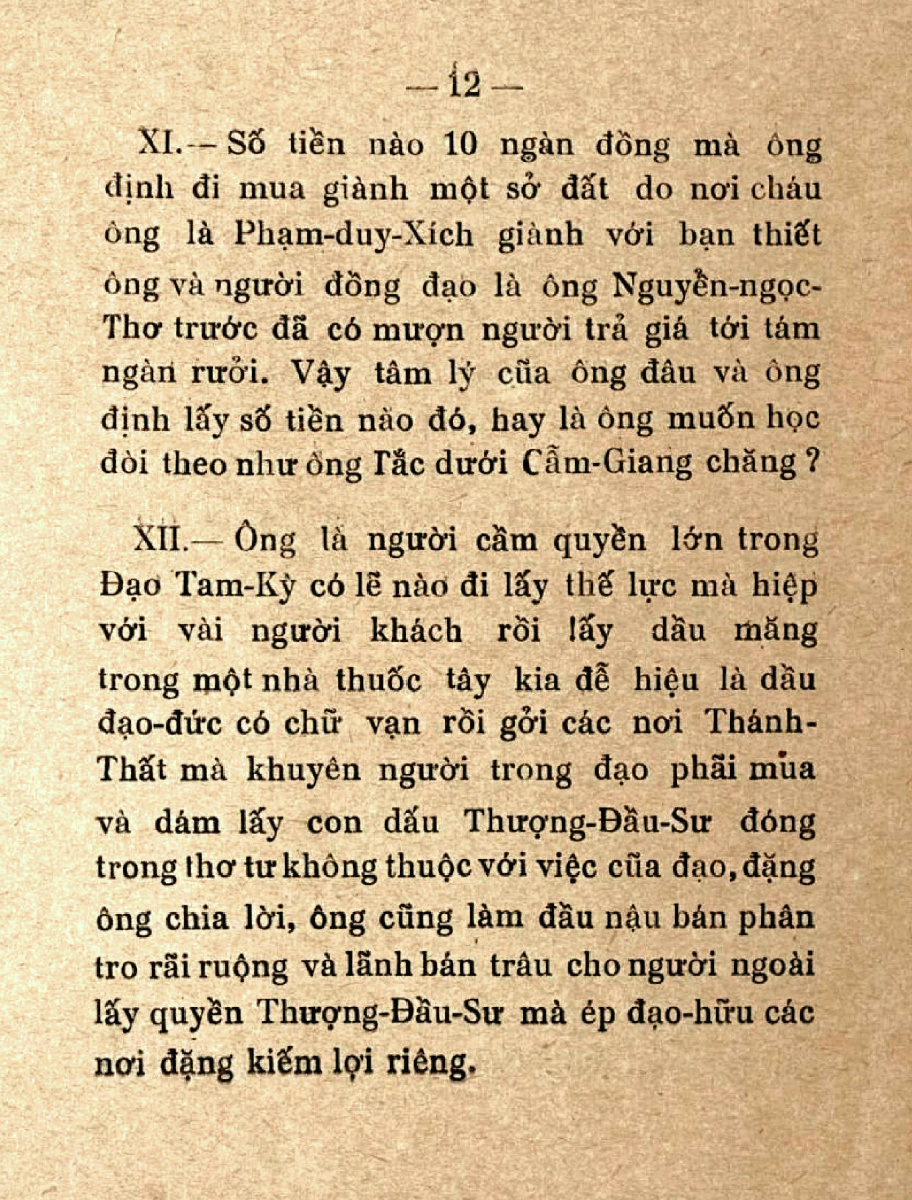 — 12 —
XI.— Số tiền nào 10 ngàn đồng mà ông
định đi mua giành một sở đất do nơi cháu
ông là Phạm-duy-Xích giành với bạn thiết
ông và người đồng đạo là ông Nguyễn-ngọc-
Thơ trước đã có mượn người trả giá tới tám
ngàn rưởi. Vậy tâm lý cũa ông đâu và ông
định lấy số tiền nào đó, hay là ông muốn học
đòi theo như ông Tắc dưới Cẫm-Giang chăng ?
XII.— Ông là người cầm quyền lớn trong
Đạo Tam-Kỳ có lẽ nào đi lấy thế lực mà hiệp
với vài người khách rồi lấy dầu măng
trong một nhà thuốc tây kia đễ hiệu là dầu
đạo-đức có chữ vạn rồi gởi các nơi Thánh-
Thất mà khuyên người trong đạo phãi mua
và dám lấy con dấu Thượng-Đầu-Sư đóng
trong thơ tư không thuộc với việc cũa đạo, đặng
ông chia lời, ông cũng làm đầu nậu bán phân
tro rãi ruộng và lãnh bán trâu cho người ngoài
lấy quyền Thượng-Đầu-Sư mà ép đạo-hữu các
nơi đặng kiếm lợi riêng.